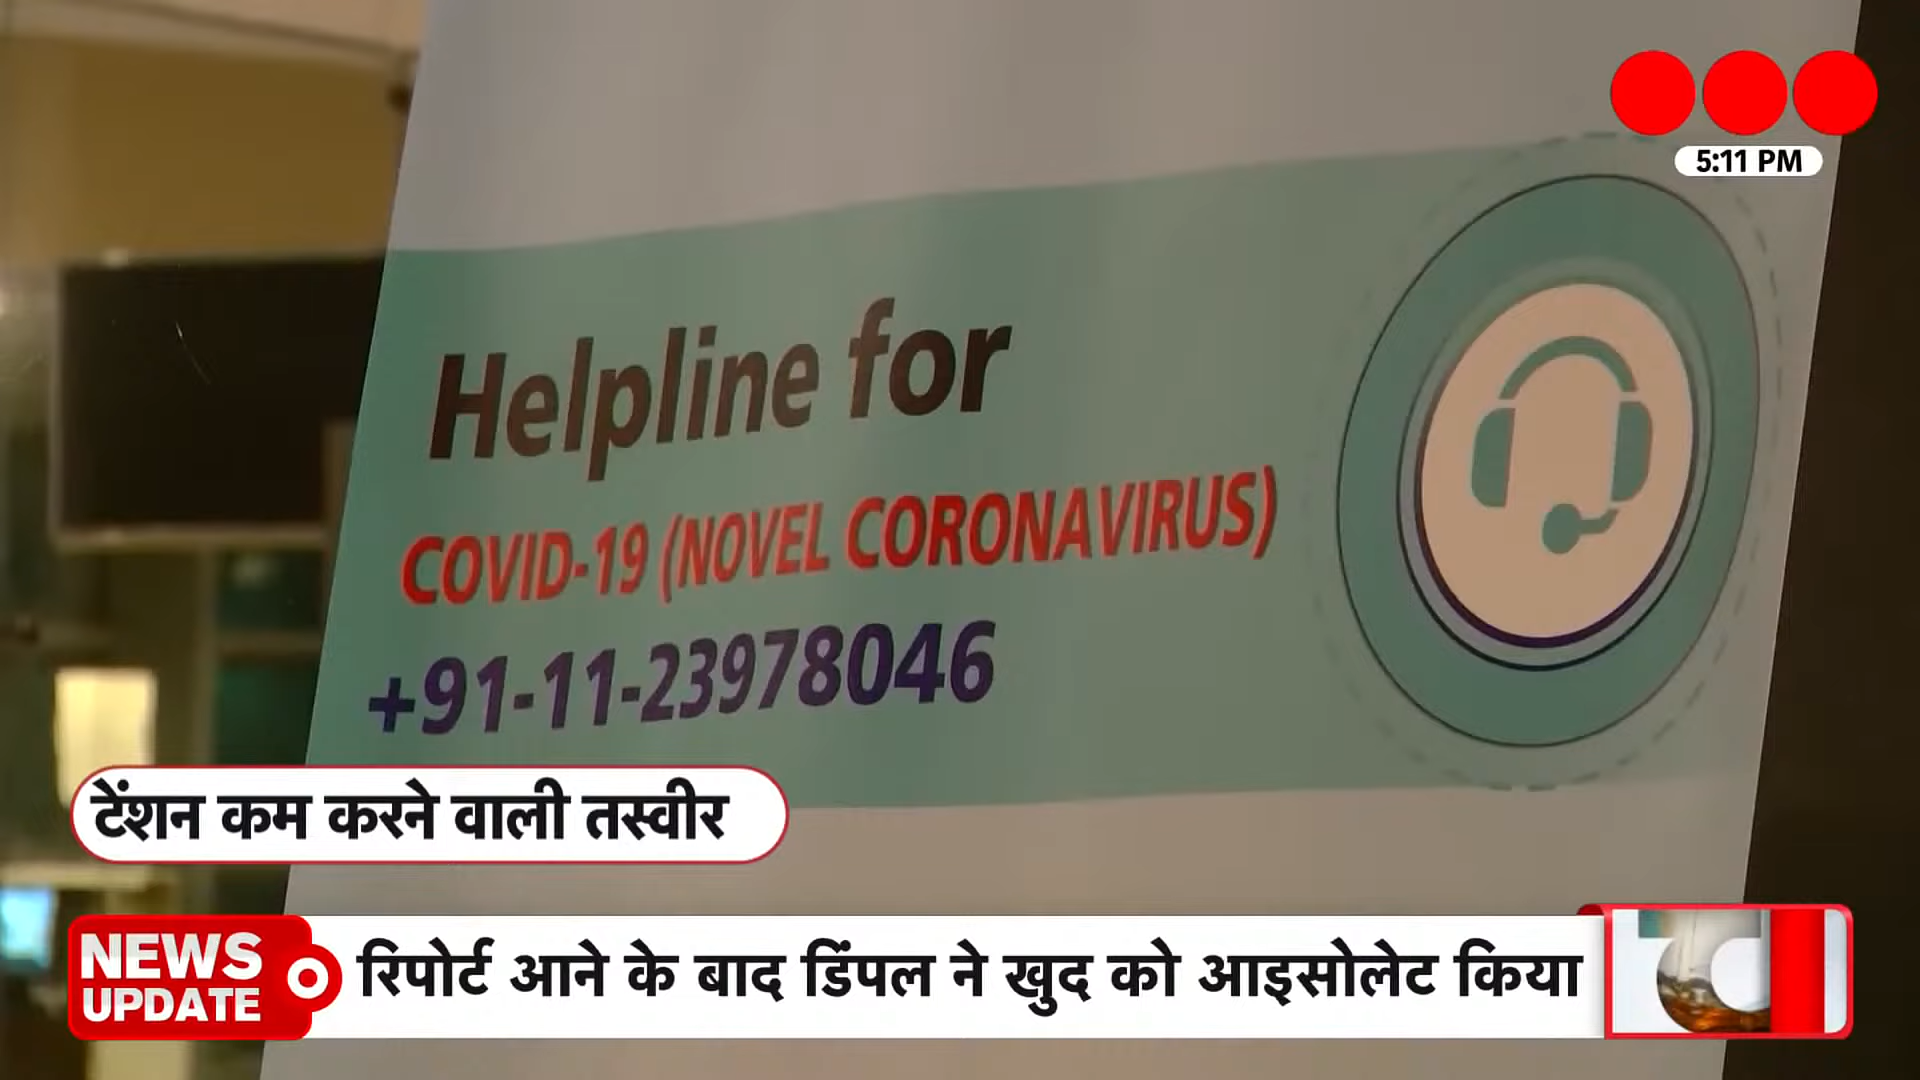 5:11 PM
Helpline for
COVID-19 (NOVEL CORONAVIRUS)
+91-11-23978046
टेंशन कम करने वाली तस्वीर
NEWS
UPDATE
रिपोर्ट आने के बाद डिंपल ने खुद को आइसोलेट किया